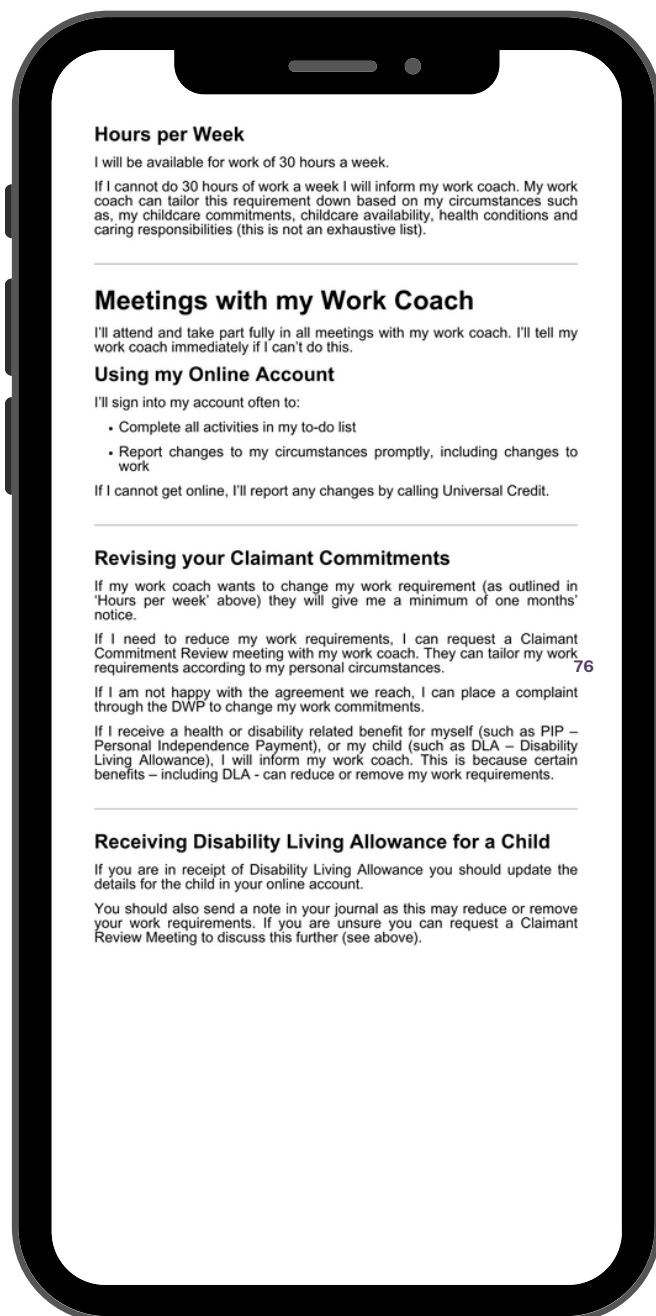 Hours per Week
I will be available for work of 30 hours a week.
If I cannot do 30 hours of work a week I will inform my work coach. My work
coach can tailor this requirement down based on my circumstances such
as, my childcare commitments, childcare availability, health conditions and
caring responsibilities (this is not an exhaustive list).
Meetings with my Work Coach
I'll attend and take part fully in all meetings with my work coach. I'll tell my
work coach immediately if I can't do this.
Using my Online Account
I'll sign into my account often to:
• Complete all activities in my to-do list
• Report changes to my circumstances promptly, including changes to
work
If I cannot get online, I'll report any changes by calling Universal Credit.
Revising your Claimant Commitments
If my work coach wants to change my work requirement (as outlined in
'Hours per week' above) they will give me a minimum of one months'
notice.
If I need to reduce my work requirements, I can request a Claimant
Commitment Review meeting with my work coach. They can tailor my work
requirements according to my personal circumstances.
76
If I am not happy with the agreement we reach, I can place a complaint
through the DWP to change my work commitments.
If I receive a health or disability related benefit for myself (such as PIP –
Personal Independence Payment), or my child (such as DLA – Disability
Living Allowance), I will inform my work coach. This is because certain
benefits – including DLA - can reduce or remove my work requirements.
Receiving Disability Living Allowance for a Child
If you are in receipt of Disability Living Allowance you should update the
details for the child in your online account.
You should also send a note in your journal as this may reduce or remove
your work requirements. If you are unsure you can request a Claimant
Review Meeting to discuss this further (see above).